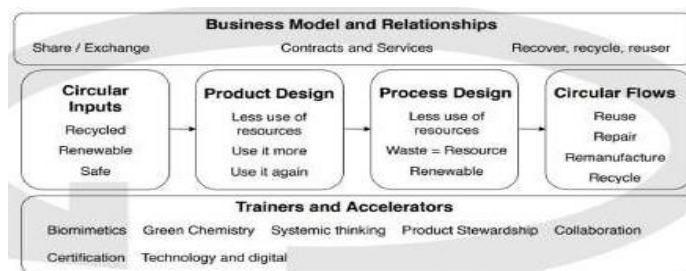 Business Model and Relationships
Share / Exchange Contracts and Services Recover, recycle, reuser
Circular Inputs
Recycled
Renewable
Safe
Product Design
Less use of
resources
Use it more
Use it again
Process Design
Less use of
resources
Waste = Resource
Renewable
Circular Flows
Reuse
Repair
Remanufacture
Recycle
Trainers and Accelerators
Biomimetics Green Chemistry Systemic thinking Product Stewardship Collaboration
Certification Technology and digital